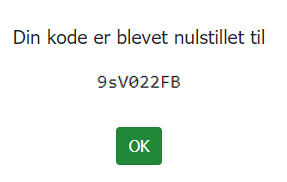 Din kode er blevet nulstillet til
9sV022FB
OK